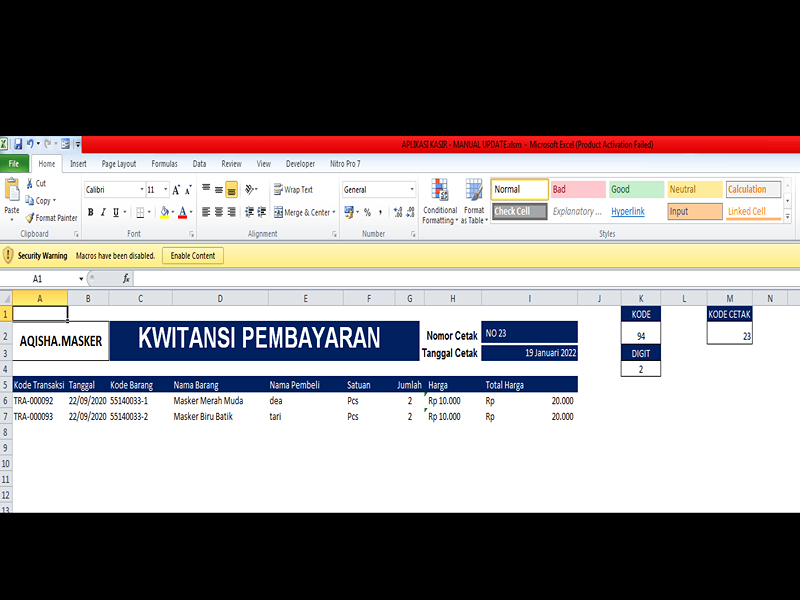 APLIKASI KASIR - MANUAL UPDATE.xlsm - Microsoft Excel (Product Activation Failed)
File Home Insert Page Layout Formulas Data Review View Developer Nitro Pro 7
Cut
Copy
Format Painter
Paste
Clipboard
Calibri 11
B I U
Font
Wrap Text
Merge & Center
Alignment
General
%
Number
Conditional Formatting
Format as Table
Normal Bad Good Neutral Calculation
Check Cell Explanatory ... Hyperlink Input Linked Cell
Styles
Security Warning Macros have been disabled. Enable Content
A1 fx
A B C D E F G H I J K L M N
1 KODE KODE CETAK
2 AQISHA.MASKER KWITANSI PEMBAYARAN Nomor Cetak NO 23 94 23
3 Tanggal Cetak 19 Januari 2022 DIGIT
4 2
5 Kode Transaksi Tanggal Kode Barang Nama Barang Nama Pembeli Satuan Jumlah Harga Total Harga
6 TRA-000092 22/09/2020 55140033-1 Masker Merah Muda dea Pcs 2 Rp 10.000 Rp 20.000
7 TRA-000093 22/09/2020 55140033-2 Masker Biru Batik tari Pcs 2 Rp 10.000 Rp 20.000
8
9
10
11
12
13